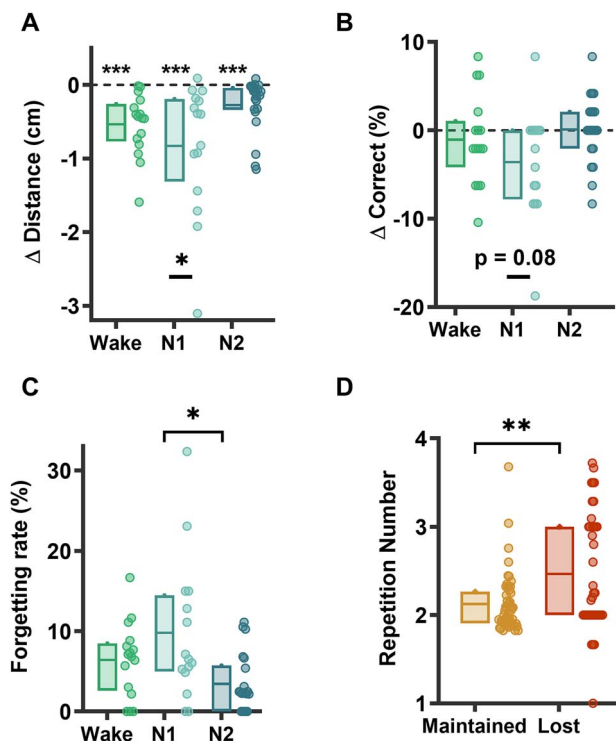 A
Δ Distance (cm)
0
-1
-2
-3
*** *** ***
*
Wake N1 N2
B
Δ Correct (%)
10
0
-10
-20
p = 0.08
Wake N1 N2
C
Forgetting rate (%)
30
20
10
0
*
Wake N1 N2
D
Repetition Number
4
3
2
1
**
Maintained Lost